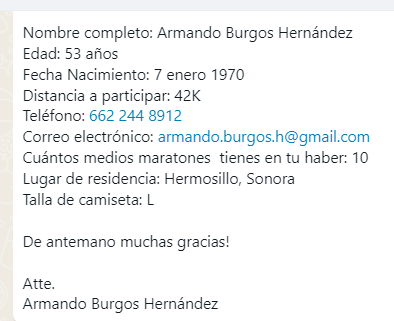 Nombre completo: Armando Burgos Hernández
Edad: 53 años
Fecha Nacimiento: 7 enero 1970
Distancia a participar: 42K
Teléfono: 662 244 8912
Correo electrónico: armando.burgos.h@gmail.com
Cuántos medios maratones  tienes en tu haber: 10
Lugar de residencia: Hermosillo, Sonora
Talla de camiseta: L

De antemano muchas gracias!

Atte.
Armando Burgos Hernández